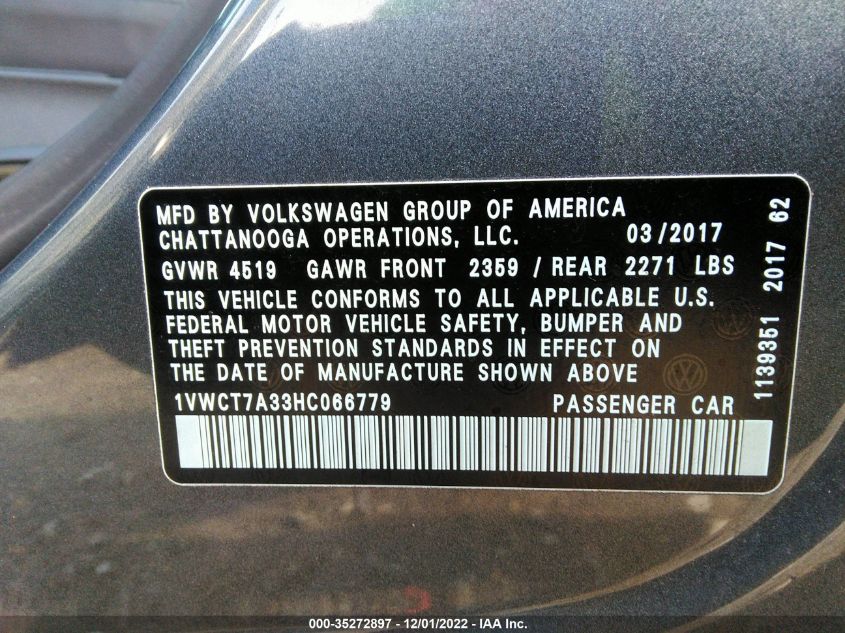 MFD BY VOLKSWAGEN GROUP OF AMERICA
CHATTANOOGA OPERATIONS, LLC. 03/2017
GVWR 4519 GAWR FRONT 2359 / REAR 2271 LBS
THIS VEHICLE CONFORMS TO ALL APPLICABLE U.S.
FEDERAL MOTOR VEHICLE SAFETY, BUMPER AND
THEFT PREVENTION STANDARDS IN EFFECT ON
THE DATE OF MANUFACTURE SHOWN ABOVE
1VWCT7A33HC066779 PASSENGER CAR
1139351 2017 62
000-35272897 - 12/01/2022 - IAA Inc.